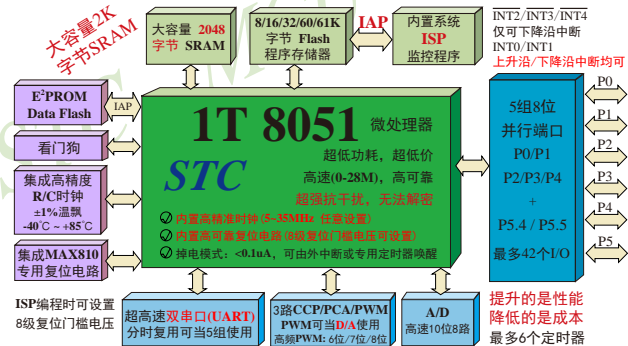 大容量2K
字节SRAM
大容量 2048
字节 SRAM
8/16/32/60/61K
字节 Flash
程序存储器
IAP
内置系统
ISP
监控程序
INT2/INT3/INT4
仅可下降沿中断
INT0/INT1
上升沿/下降沿中断均可
E²PROM
Data Flash
IAP
看门狗
集成高精度
R/C时钟
±1%温飘
-40℃~+85℃
集成MAX810
专用复位电路
ISP编程时可设置
8级复位门槛电压
1T 8051 微处理器
STC
超低功耗，超低价
高速(0-28M)，高可靠
超强抗干扰，无法解密
内置高精准时钟(5~35MHz 任意设置)
内置高可靠复位电路(8级复位门槛电压可设置)
掉电模式：<0.1uA，可由外中断或专用定时器唤醒
5组8位
并行端口
P0/P1
P2/P3/P4
+
P5.4 / P5.5
最多42个I/O
P0
P1
P2
P3
P4
P5
超高速双串口(UART)
分时复用可当5组使用
3路CCP/PCA/PWM
PWM可当D/A使用
高频PWM: 6位/7位/8位
A/D
高速10位8路
提升的是性能
降低的是成本
最多6个定时器